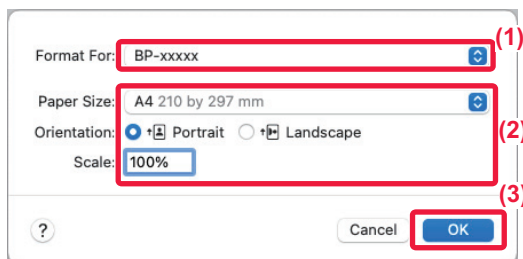 (1)
Format For: BP-xxxxx
Paper Size: A4 210 by 297 mm
Orientation: Portrait Landscape
(2)
Scale: 100%
(3)
? Cancel OK